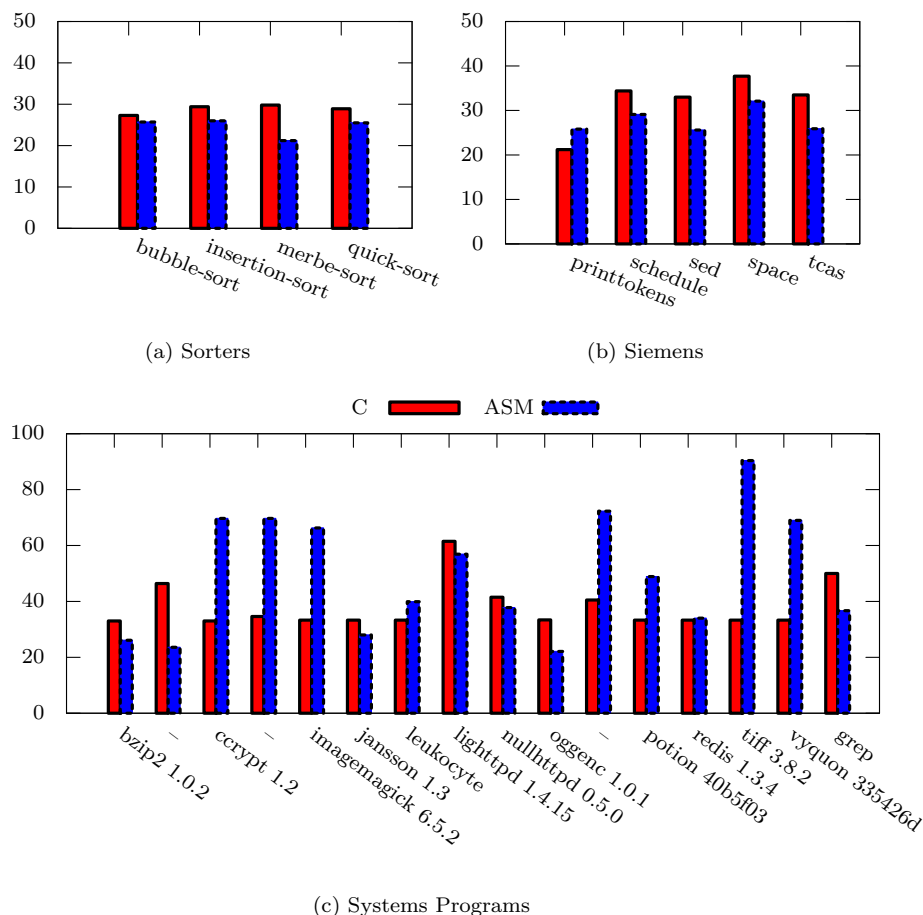 50
40
30
20
10
0
bubble-sort
insertion-sort
merbe-sort
quick-sort
(a) Sorters
50
40
30
20
10
0
printtokens
schedule
sed
space
tcas
(b) Siemens
C
ASM
100
80
60
40
20
0
bzip2 1.0.2
–
ccrypt 1.2
–
imagemagick 6.5.2
jansson 1.3
leukocyte
lighttpd 1.4.15
nullhttpd 0.5.0
oggenc 1.0.1
–
potion 40b5f03
redis 1.3.4
tiff 3.8.2
vyquon 335426d
grep
(c) Systems Programs